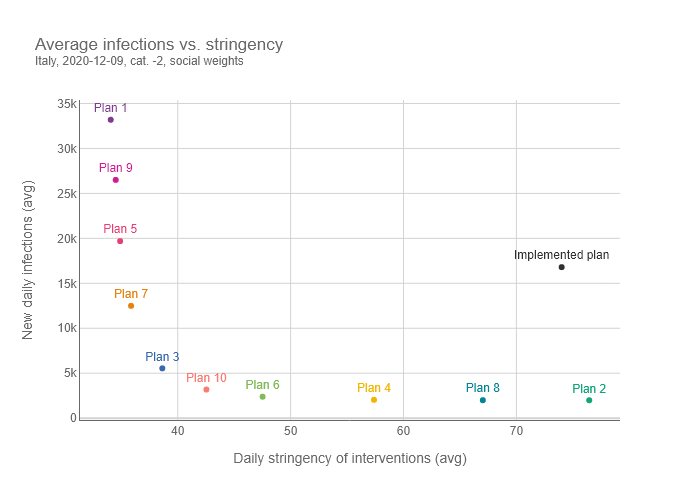 Average infections vs. stringency
Italy, 2020-12-09, cat. -2, social weights
New daily infections (avg)
35k
30k
25k
20k
15k
10k
5k
0
Plan 1
Plan 9
Plan 5
Implemented plan
Plan 7
Plan 3
Plan 10
Plan 6
Plan 4
Plan 8
Plan 2
40
50
60
70
Daily stringency of interventions (avg)